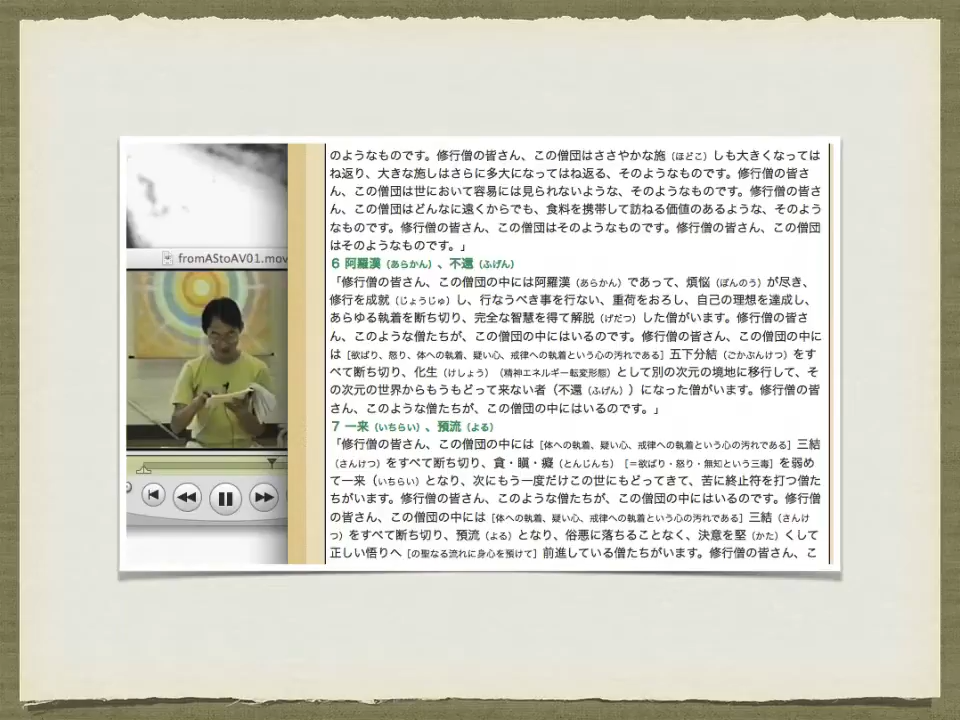 のようなものです。修行僧の皆さん、この僧団はささやかな施（ほどこ）しも大きくなっては
ね返り、大きな施しはさらに多大になってはね返る、そのようなものです。修行僧の皆さ
ん、この僧団は世において容易には見られないような、そのようなものです。修行僧の皆さ
ん、この僧団はどんなに遠くからでも、食料を携帯して訪ねる価値のあるような、そのよう
なものです。修行僧の皆さん、この僧団はそのようなものです。修行僧の皆さん、この僧団
はそのようなものです。」
fromAStoAV01.mov
6 阿羅漢（あらかん）、不還（ふげん）
「修行僧の皆さん、この僧団の中には阿羅漢（あらかん）であって、煩悩（ぼんのう）が尽き、
修行を成就（じょうじゅ）し、行なうべき事を行ない、重荷をおろし、自己の理想を達成し、
あらゆる執着を断ち切り、完全な智慧を得て解脱（げだつ）した僧がいます。修行僧の皆さ
ん、このような僧たちが、この僧団の中にはいるのです。修行僧の皆さん、この僧団の中に
は［欲ばり、怒り、体への執着、疑い心、戒律への執着という心の汚れである］五下分結（ごかぶんけつ）をす
べて断ち切り、化生（けしょう）（精神エネルギー転変形態）として別の次元の境地に移行して、そ
の次元の世界からもうもどって来ない者（不還（ふげん））になった僧がいます。修行僧の皆
さん、このような僧たちが、この僧団の中にはいるのです。」
7 一来（いちらい）、預流（よる）
「修行僧の皆さん、この僧団の中には［体への執着、疑い心、戒律への執着という心の汚れである］三結
（さんけつ）をすべて断ち切り、貪・瞋・癡（とんじんち）［＝欲ばり・怒り・無知という三毒］を弱め
て一来（いちらい）となり、次にもう一度だけこの世にもどってきて、苦に終止符を打つ僧た
ちがいます。修行僧の皆さん、このような僧たちが、この僧団の中にはいるのです。修行僧
の皆さん、この僧団の中には［体への執着、疑い心、戒律への執着という心の汚れである］三結（さんけ
つ）をすべて断ち切り、預流（よる）となり、俗悪に落ちることなく、決意を堅（かた）くして
正しい悟りへ［の聖なる流れに身心を預けて］前進している僧たちがいます。修行僧の皆さん、こ